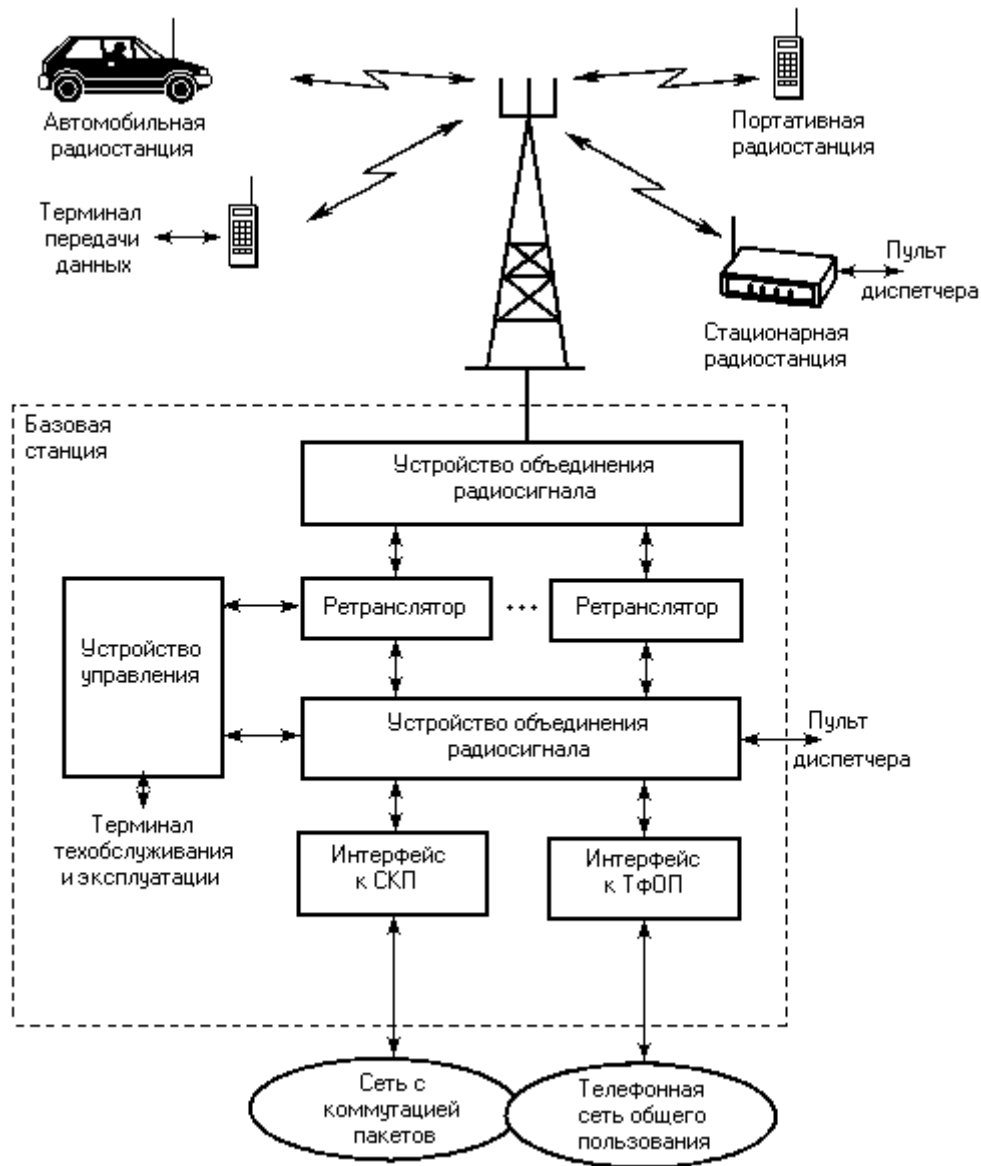 Автомобильная
радиостанция
Портативная
радиостанция
Терминал
передачи
данных
Пульт
диспетчера
Стационарная
радиостанция
Базовая
станция
Устройство объединения
радиосигнала
Ретранслятор
...
Ретранслятор
Устройство
управления
Устройство объединения
радиосигнала
Пульт
диспетчера
Терминал
техобслуживания
и эксплуатации
Интерфейс
к СКП
Интерфейс
к ТфОП
Сеть с
коммутацией
пакетов
Телефонная
сеть общего
пользования